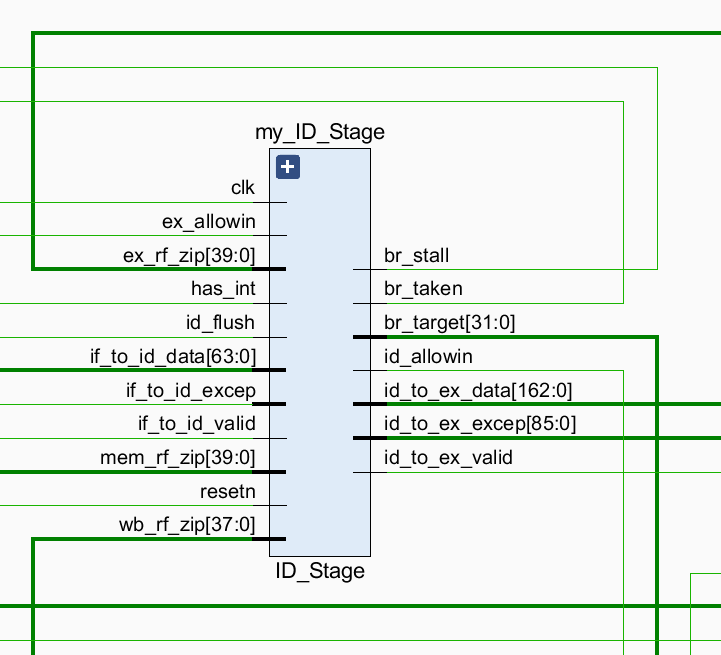 my_ID_Stage
clk
ex_allowin
ex_rf_zip[39:0]
has_int
id_flush
if_to_id_data[63:0]
if_to_id_excep
if_to_id_valid
mem_rf_zip[39:0]
resetn
wb_rf_zip[37:0]
br_stall
br_taken
br_target[31:0]
id_allowin
id_to_ex_data[162:0]
id_to_ex_excep[85:0]
id_to_ex_valid
ID_Stage